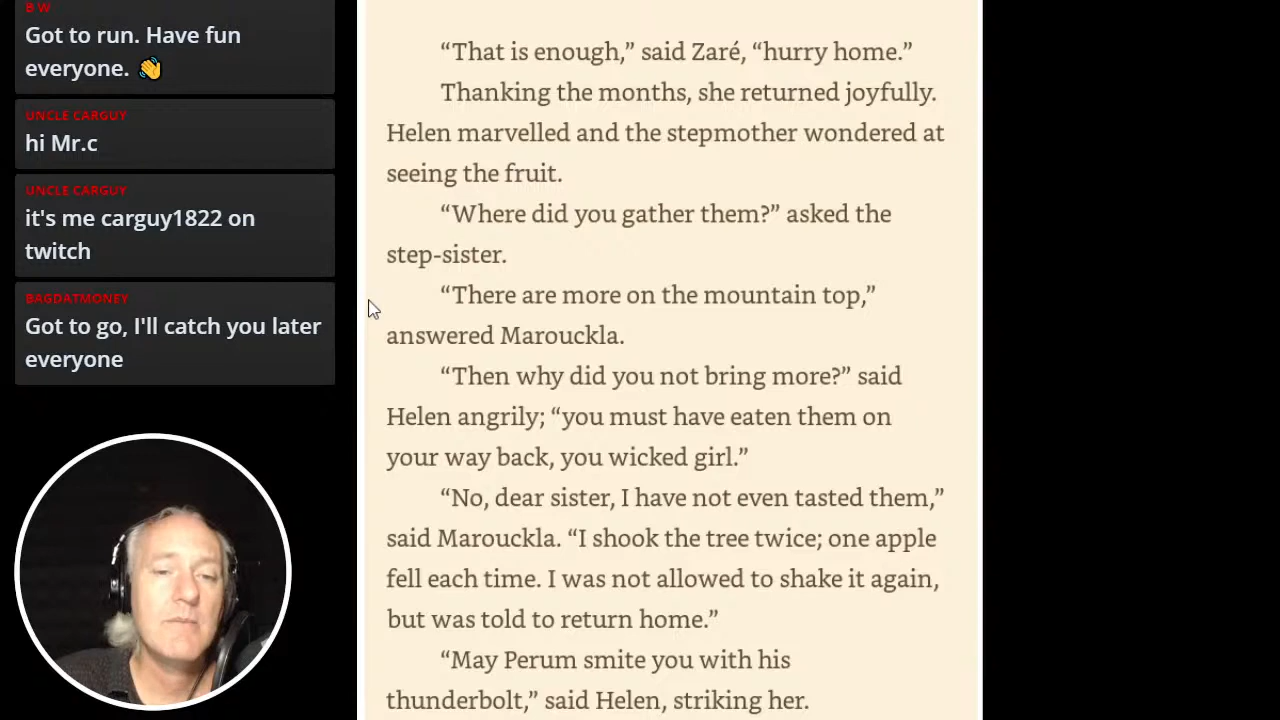 B W
Got to run. Have fun
everyone. 👋
UNCLE CARGUY
hi Mr.c
UNCLE CARGUY
it's me carguy1822 on
twitch
BAGDATMONEY
Got to go, I'll catch you later
everyone
“That is enough,” said Zaré, “hurry home.”
Thanking the months, she returned joyfully.
Helen marvelled and the stepmother wondered at
seeing the fruit.
“Where did you gather them?” asked the
step-sister.
“There are more on the mountain top,”
answered Marouckla.
“Then why did you not bring more?” said
Helen angrily; “you must have eaten them on
your way back, you wicked girl.”
“No, dear sister, I have not even tasted them,”
said Marouckla. “I shook the tree twice; one apple
fell each time. I was not allowed to shake it again,
but was told to return home.”
“May Perum smite you with his
thunderbolt,” said Helen, striking her.